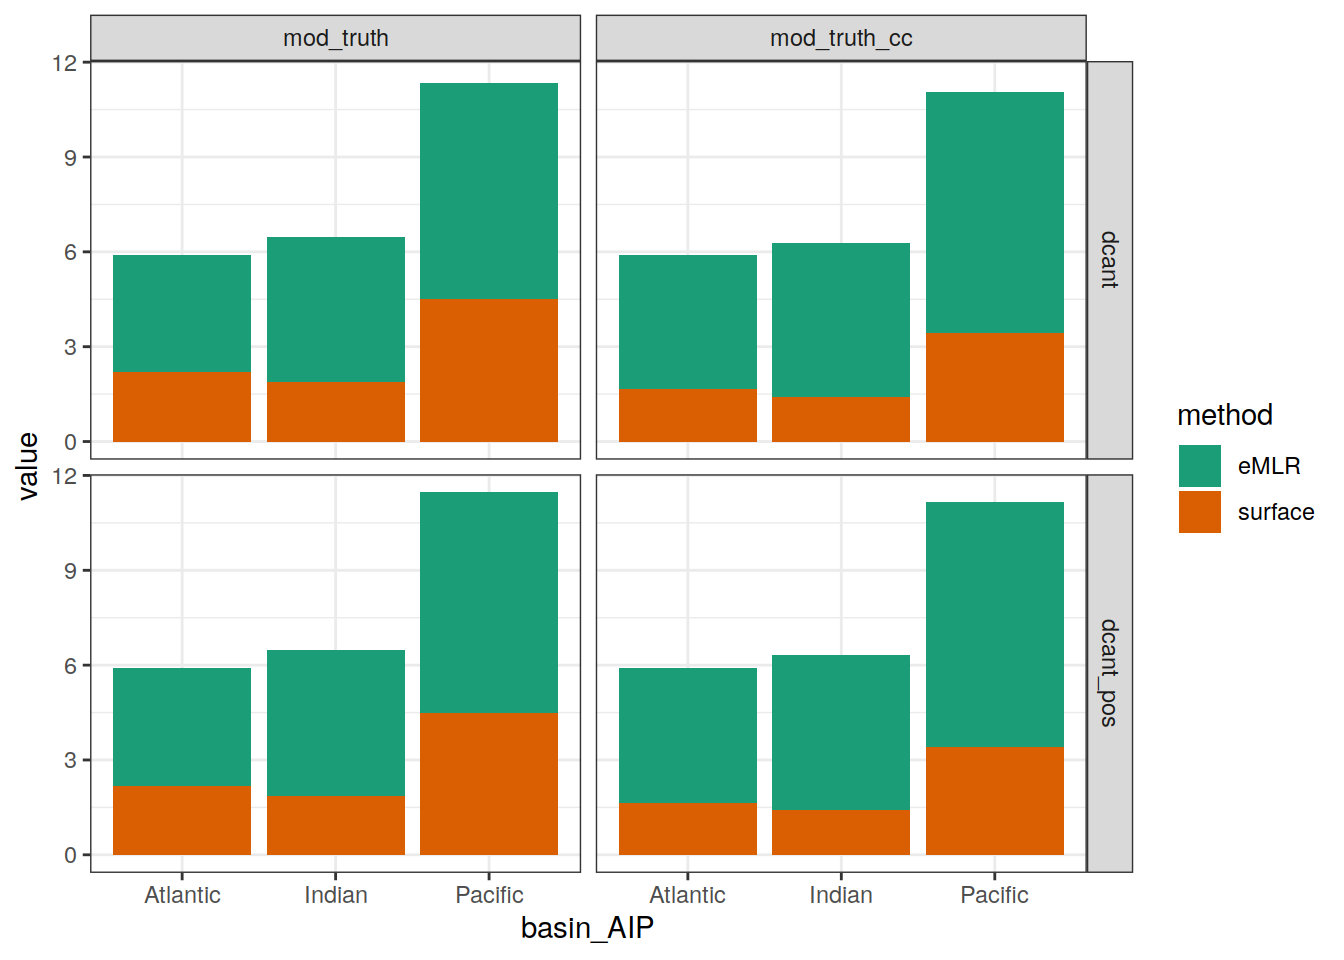 mod_truth
mod_truth_cc
12
9
6
3
0
dcant
12
9
6
3
0
dcant_pos
value
Atlantic
Indian
Pacific
Atlantic
Indian
Pacific
basin_AIP
method
eMLR
surface